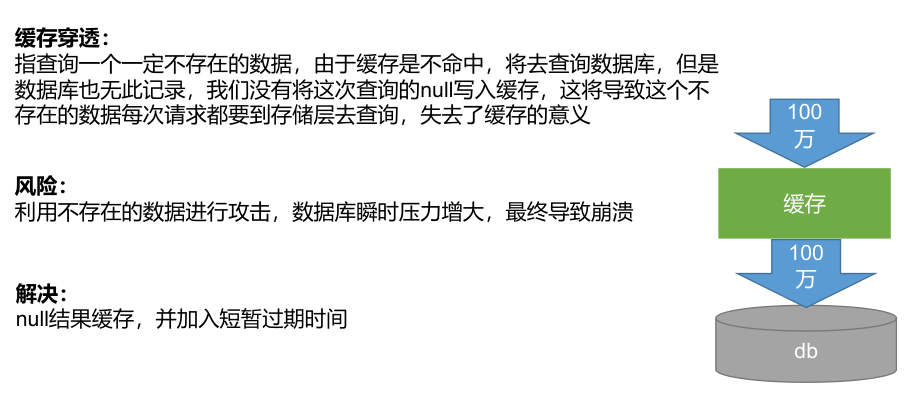 缓存穿透：
指查询一个一定不存在的数据，由于缓存是不命中，将去查询数据库，但是
数据库也无此记录，我们没有将这次查询的null写入缓存，这将导致这个不
存在的数据每次请求都要到存储层去查询，失去了缓存的意义
风险：
利用不存在的数据进行攻击，数据库瞬时压力增大，最终导致崩溃
解决：
null结果缓存，并加入短暂过期时间
100
万
缓存
100
万
db